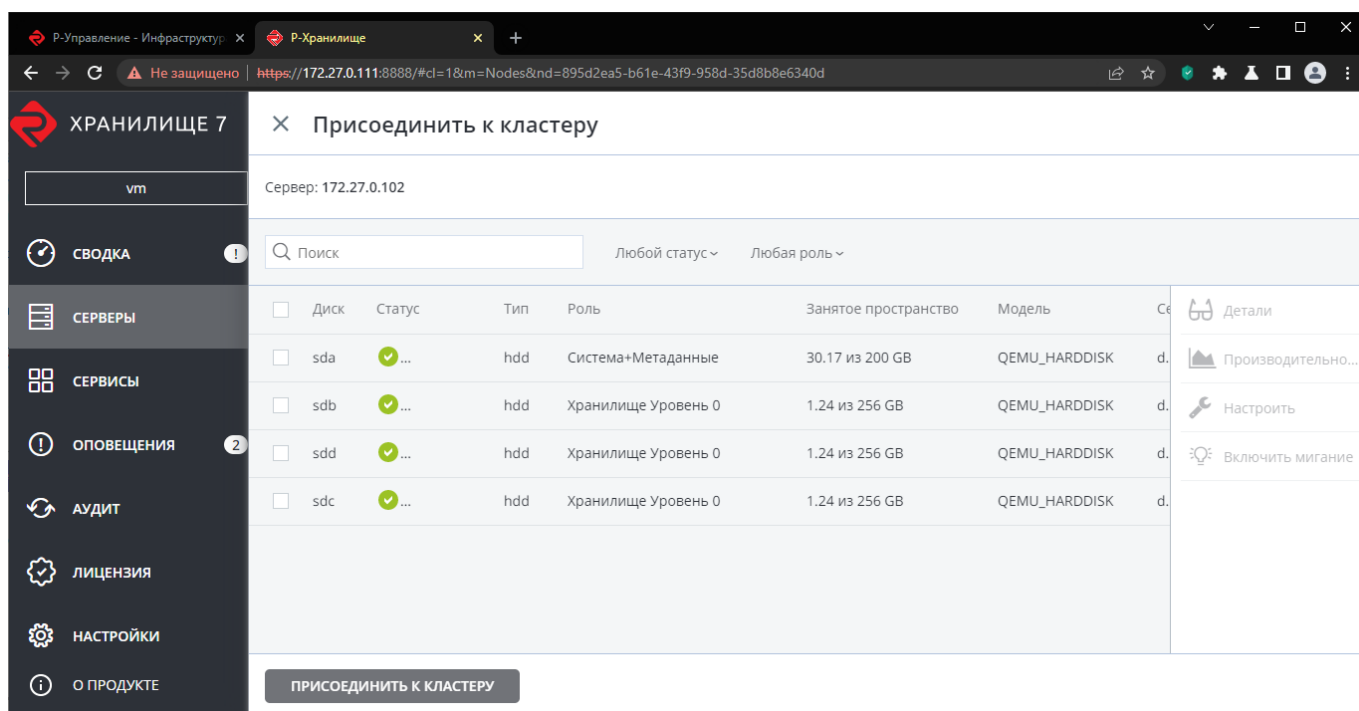 Р-Управление - Инфраструктур
Р-Хранилище
Не защищено
https://172.27.0.111:8888/#cl=1&m=Nodes&nd=895d2ea5-b61e-43f9-958d-35d8b8e6340d
ХРАНИЛИЩЕ 7
Присоединить к кластеру
vm
Сервер: 172.27.0.102
СВОДКА !
Поиск
Любой статус
Любая роль
СЕРВЕРЫ
Диск Статус Тип Роль Занятое пространство Модель Се
Детали
sda ... hdd Система+Метаданные 30.17 из 200 GB QEMU_HARDDISK d.
Производительно...
СЕРВИСЫ
sdb ... hdd Хранилище Уровень 0 1.24 из 256 GB QEMU_HARDDISK d.
Настроить
ОПОВЕЩЕНИЯ 2
sdd ... hdd Хранилище Уровень 0 1.24 из 256 GB QEMU_HARDDISK d.
Включить мигание
АУДИТ
sdc ... hdd Хранилище Уровень 0 1.24 из 256 GB QEMU_HARDDISK d.
ЛИЦЕНЗИЯ
НАСТРОЙКИ
О ПРОДУКТЕ
ПРИСОЕДИНИТЬ К КЛАСТЕРУ